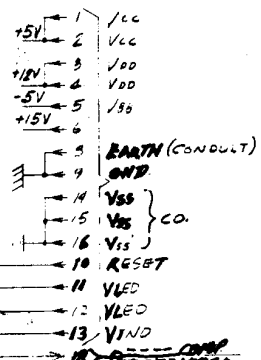 1 VCC
+5V
2 VCC
3 VDD
+12V
4 VDD
-5V 5 VSS
+15V 6
8 EARTH (CONDUIT)
9 GND
14 VSS
15 VSS } CO.
16 VSS
10 RESET
11 VLED
12 VLED
13 VIND